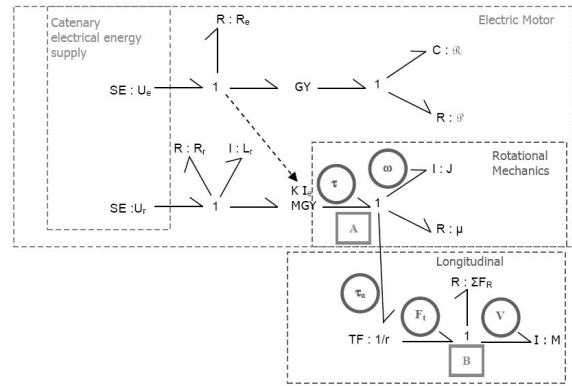 Catenary
electrical energy
supply
Electric Motor
R : Rₑ
C : ℛ
SE : Uₑ
1
GY
1
R : 𝒫
R : Rᵣ
I : Lᵣ
Rotational
Mechanics
K Iₑ
τ
ω
I : J
SE:Uᵣ
1
MGY
1
A
R : μ
Longitudinal
τᵤ
R : ΣF_R
Fₜ
V
TF : 1/r
1
I : M
B